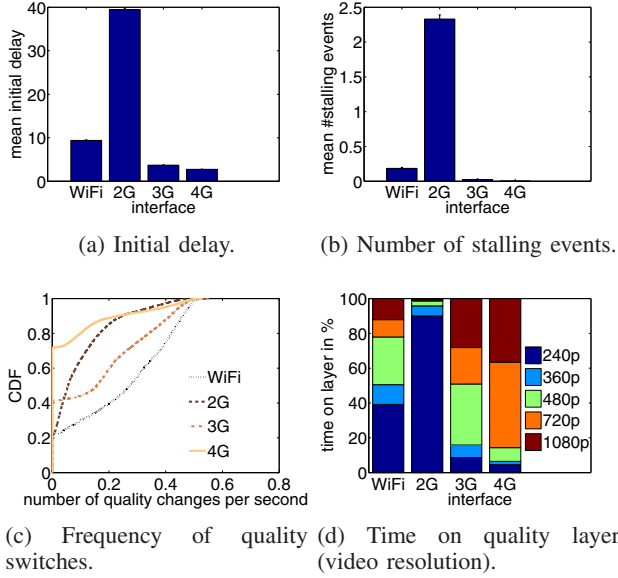 40
30
20
10
0
mean initial delay
WiFi 2G 3G 4G
interface
(a) Initial delay.
2.5
2
1.5
1
0.5
0
mean #stalling events
WiFi 2G 3G 4G
interface
(b) Number of stalling events.
1
0.8
0.6
0.4
0.2
0
CDF
WiFi
2G
3G
4G
0 0.2 0.4 0.6 0.8
number of quality changes per second
(c) Frequency of quality
switches.
100
80
60
40
20
0
time on layer in %
240p
360p
480p
720p
1080p
WiFi 2G 3G 4G
interface
(d) Time on quality layer
(video resolution).